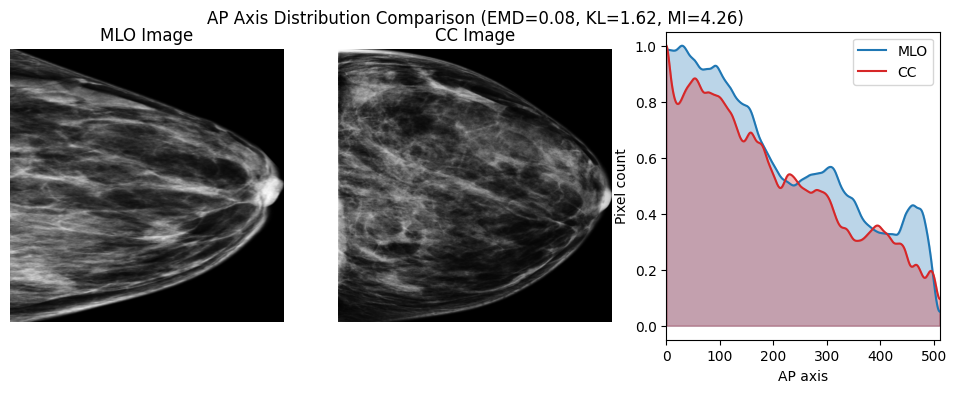 AP Axis Distribution Comparison (EMD=0.08, KL=1.62, MI=4.26)
MLO Image
CC Image
MLO
CC
Pixel count
1.0
0.8
0.6
0.4
0.2
0.0
0 100 200 300 400 500
AP axis